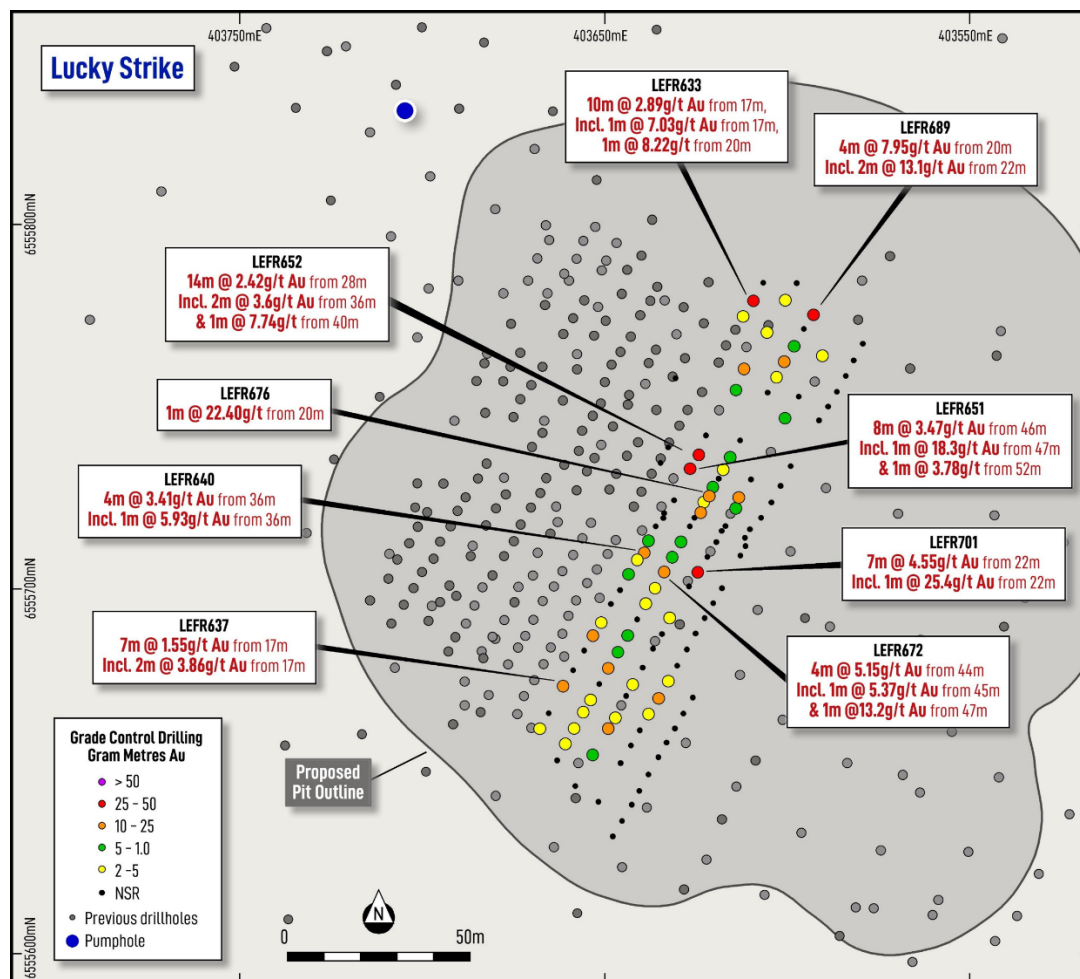 403750mE
403650mE
403550mE
Lucky Strike
LEFR633
10m @ 2.89g/t Au from 17m,
Incl. 1m @ 7.03g/t Au from 17m,
1m @ 8.22g/t from 20m
LEFR689
4m @ 7.95g/t Au from 20m
Incl. 2m @ 13.1g/t Au from 22m
6555800mN
LEFR652
14m @ 2.42g/t Au from 28m
Incl. 2m @ 3.6g/t Au from 36m
& 1m @ 7.74g/t from 40m
LEFR676
1m @ 22.40g/t from 20m
LEFR651
8m @ 3.47g/t Au from 46m
Incl. 1m @ 18.3g/t Au from 47m
& 1m @ 3.78g/t from 52m
LEFR640
4m @ 3.41g/t Au from 36m
Incl. 1m @ 5.93g/t Au from 36m
LEFR701
7m @ 4.55g/t Au from 22m
Incl. 1m @ 25.4g/t Au from 22m
6555700mN
LEFR637
7m @ 1.55g/t Au from 17m
Incl. 2m @ 3.86g/t Au from 17m
LEFR672
4m @ 5.15g/t Au from 44m
Incl. 1m @ 5.37g/t Au from 45m
& 1m @13.2g/t Au from 47m
Grade Control Drilling
Gram Metres Au
> 50
25 - 50
10 - 25
5 - 1.0
2 - 5
NSR
Previous drillholes
Pumphole
Proposed
Pit Outline
N
0 50m
6555600mN